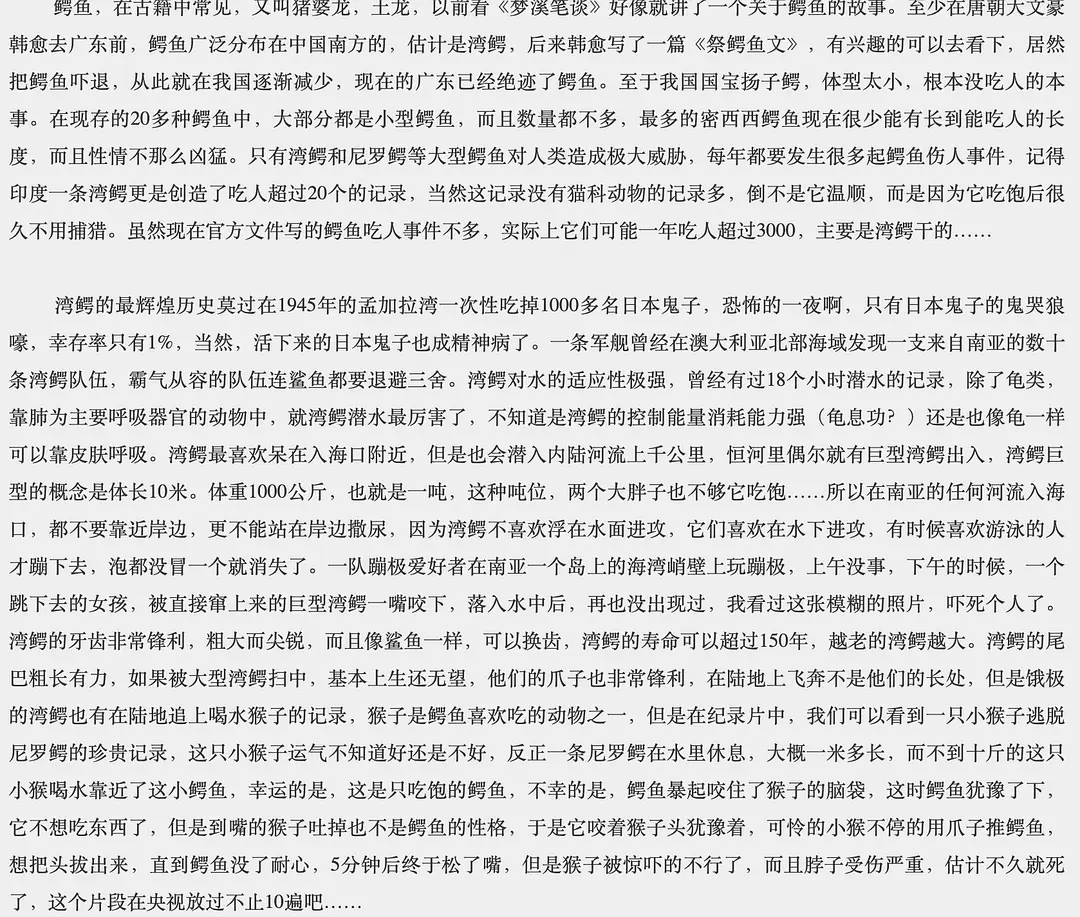 鳄鱼，在古籍中常见，又叫猪婆龙，土龙，以前看《梦溪笔谈》好像就讲了一个关于鳄鱼的故事。至少在唐朝大文豪
韩愈去广东前，鳄鱼广泛分布在中国南方的，估计是湾鳄，后来韩愈写了一篇《祭鳄鱼文》，有兴趣的可以去看下，居然
把鳄鱼吓退，从此就在我国逐渐减少，现在的广东已经绝迹了鳄鱼。至于我国国宝扬子鳄，体型太小，根本没吃人的本
事。在现存的20多种鳄鱼中，大部分都是小型鳄鱼，而且数量都不多，最多的密西西鳄鱼现在很少能有长到能吃人的长
度，而且性情不那么凶猛。只有湾鳄和尼罗鳄等大型鳄鱼对人类造成极大威胁，每年都要发生很多起鳄鱼伤人事件，记得
印度一条湾鳄更是创造了吃人超过20个的记录，当然这记录没有猫科动物的记录多，倒不是它温顺，而是因为它吃饱后很
久不用捕猎。虽然现在官方文件写的鳄鱼吃人事件不多，实际上它们可能一年吃人超过3000，主要是湾鳄干的……
湾鳄的最辉煌历史莫过在1945年的孟加拉湾一次性吃掉1000多名日本鬼子，恐怖的一夜啊，只有日本鬼子的鬼哭狼
嚎，幸存率只有1%，当然，活下来的日本鬼子也成精神病了。一条军舰曾经在澳大利亚北部海域发现一支来自南亚的数十
条湾鳄队伍，霸气从容的队伍连鲨鱼都要退避三舍。湾鳄对水的适应性极强，曾经有过18个小时潜水的记录，除了龟类，
靠肺为主要呼吸器官的动物中，就湾鳄潜水最厉害了，不知道是湾鳄的控制能量消耗能力强（龟息功？）还是也像龟一样
可以靠皮肤呼吸。湾鳄最喜欢呆在入海口附近，但是也会潜入内陆河流上千公里，恒河里偶尔就有巨型湾鳄出入，湾鳄巨
型的概念是体长10米。体重1000公斤，也就是一吨，这种吨位，两个大胖子也不够它吃饱……所以在南亚的任何河流入海
口，都不要靠近岸边，更不能站在岸边撒尿，因为湾鳄不喜欢浮在水面进攻，它们喜欢在水下进攻，有时候喜欢游泳的人
才蹦下去，泡都没冒一个就消失了。一队蹦极爱好者在南亚一个岛上的海湾峭壁上玩蹦极，上午没事，下午的时候，一个
跳下去的女孩，被直接窜上来的巨型湾鳄一嘴咬下，落入水中后，再也没出现过，我看过这张模糊的照片，吓死个人了。
湾鳄的牙齿非常锋利，粗大而尖锐，而且像鲨鱼一样，可以换齿，湾鳄的寿命可以超过150年，越老的湾鳄越大。湾鳄的尾
巴粗长有力，如果被大型湾鳄扫中，基本上生还无望，他们的爪子也非常锋利，在陆地上飞奔不是他们的长处，但是饿极
的湾鳄也有在陆地追上喝水猴子的记录，猴子是鳄鱼喜欢吃的动物之一，但是在纪录片中，我们可以看到一只小猴子逃脱
尼罗鳄的珍贵记录，这只小猴子运气不知道好还是不好，反正一条尼罗鳄在水里休息，大概一米多长，而不到十斤的这只
小猴喝水靠近了这小鳄鱼，幸运的是，这是只吃饱的鳄鱼，不幸的是，鳄鱼暴起咬住了猴子的脑袋，这时鳄鱼犹豫了下，
它不想吃东西了，但是到嘴的猴子吐掉也不是鳄鱼的性格，于是它咬着猴子头犹豫着，可怜的小猴不停的用爪子推鳄鱼，
想把头拔出来，直到鳄鱼没了耐心，5分钟后终于松了嘴，但是猴子被惊吓的不行了，而且脖子受伤严重，估计不久就死
了，这个片段在央视放过不止10遍吧……